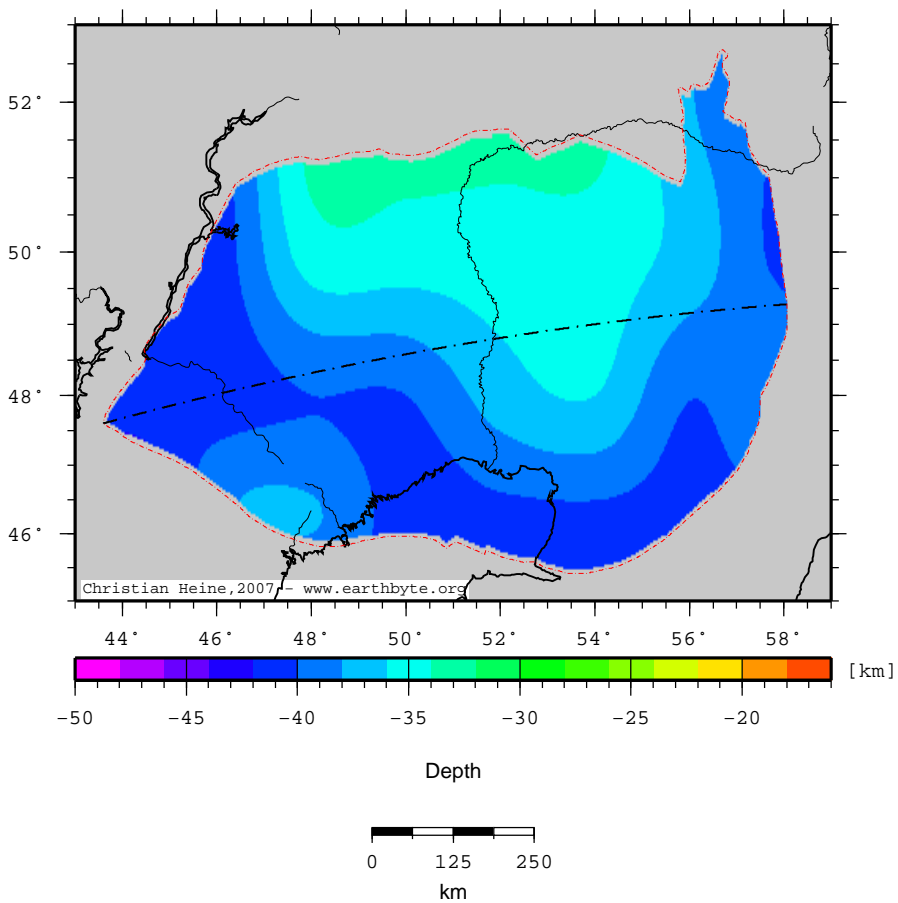 52°
50°
48°
46°
Christian Heine,2007 - www.earthbyte.org
44° 46° 48° 50° 52° 54° 56° 58°
[km]
-50 -45 -40 -35 -30 -25 -20
Depth
0 125 250
km